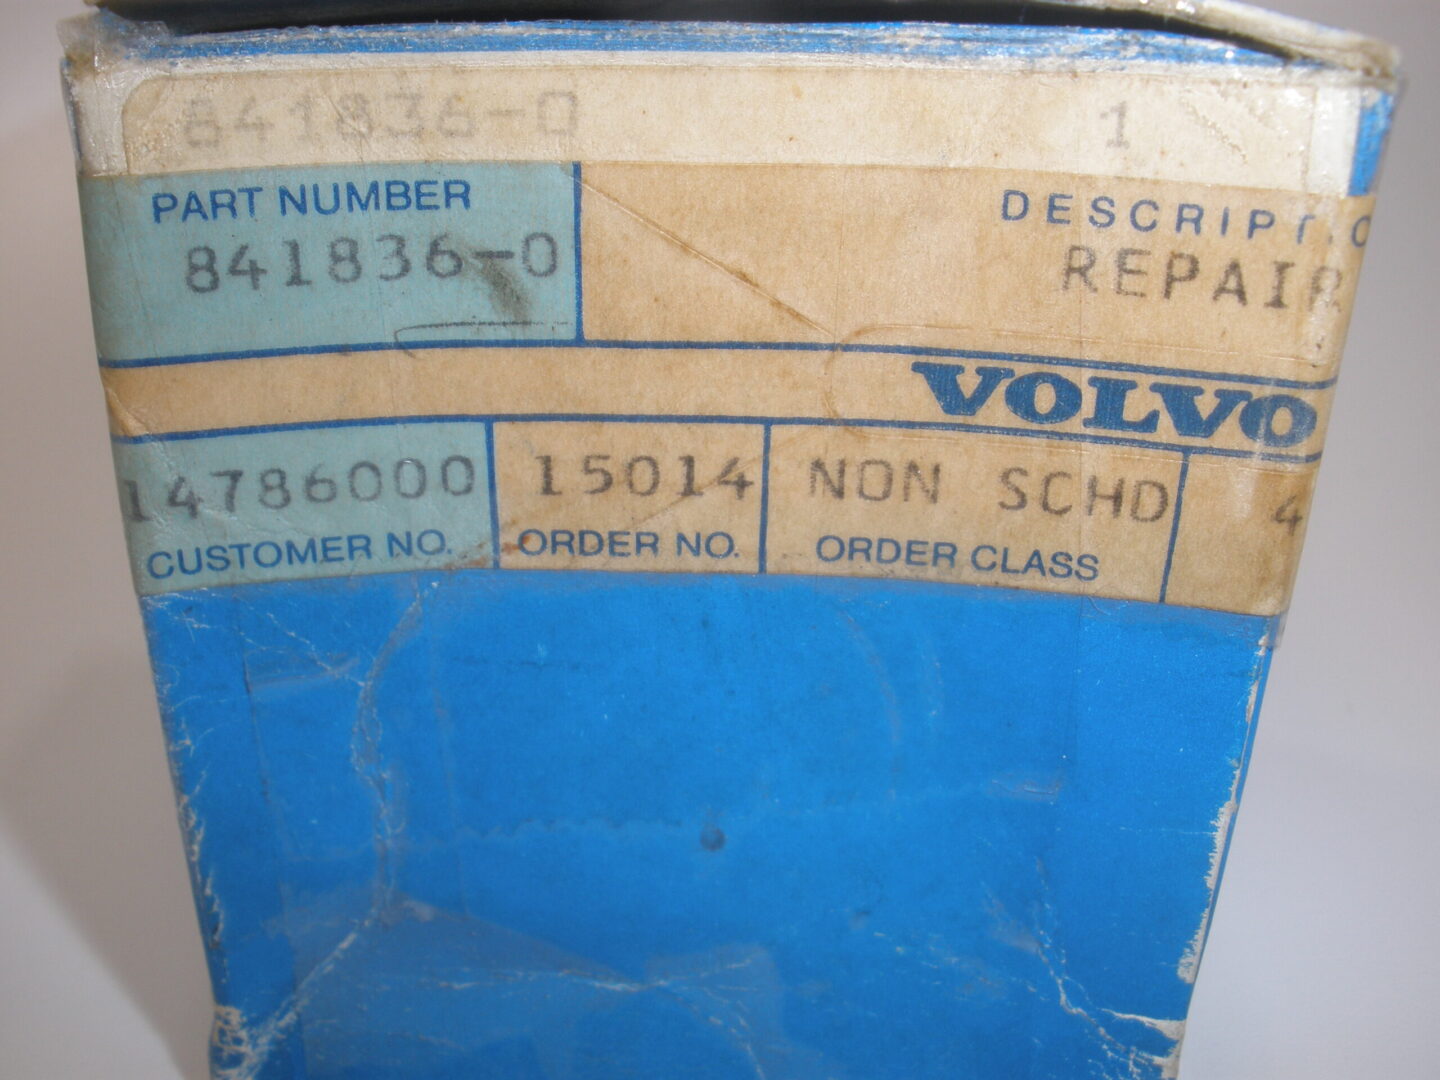 841836-0 1
PART NUMBER DESCRIPTIO
841836-0 REPAIR
VOLVO
14786000 15014 NON SCHD 4
CUSTOMER NO. ORDER NO. ORDER CLASS